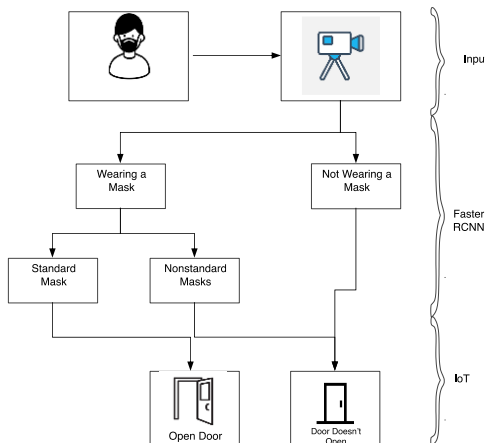 Inpu
Wearing a
Mask
Not Wearing a
Mask
Faster
RCNN
Standard
Mask
Nonstandard
Masks
IoT
Open Door
Door Doesn't
Open